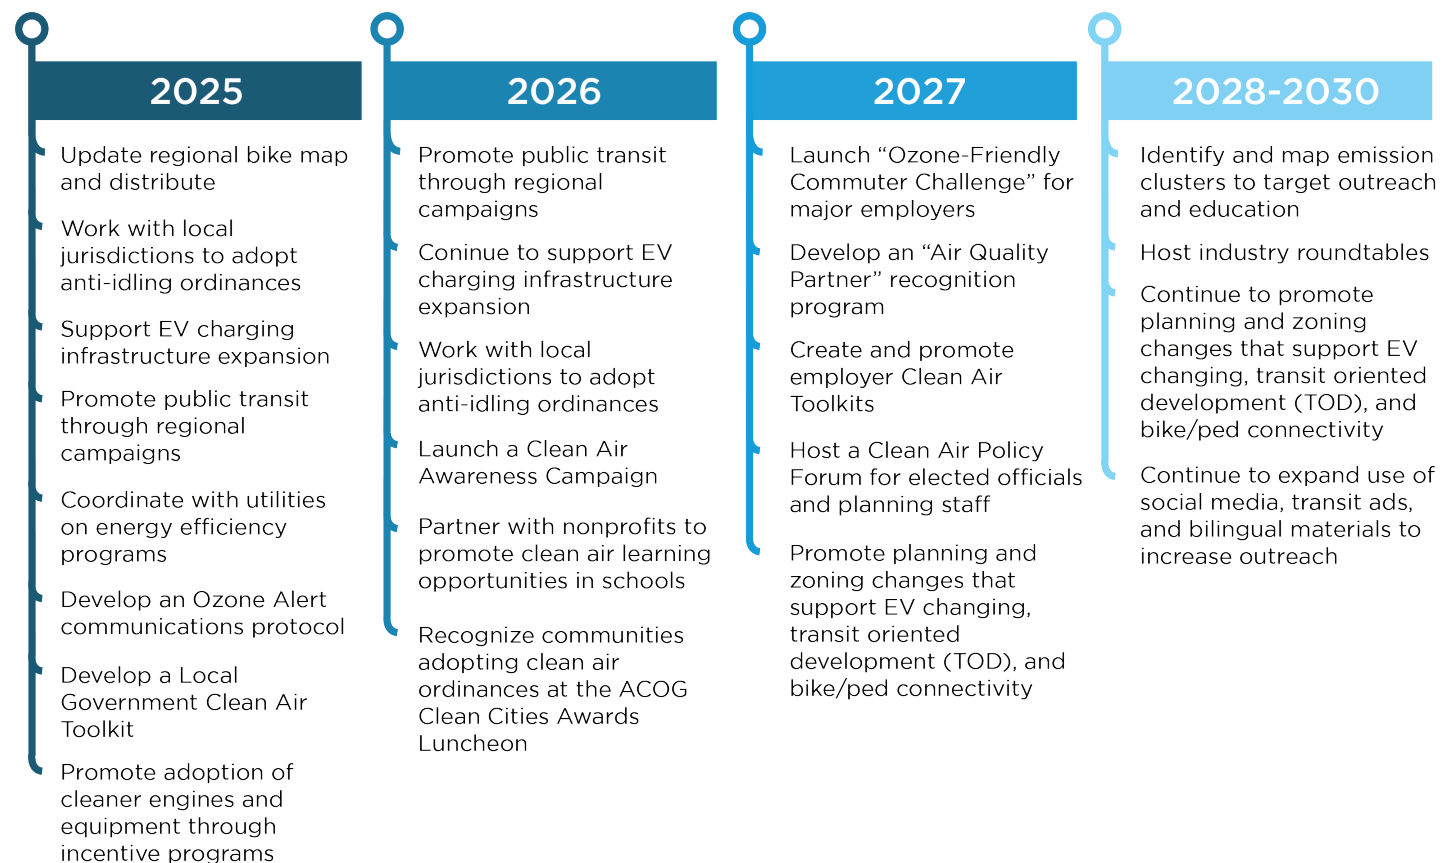 2025
Update regional bike map
and distribute
Work with local
jurisdictions to adopt
anti-idling ordinances
Support EV charging
infrastructure expansion
Promote public transit
through regional
campaigns
Coordinate with utilities
on energy efficiency
programs
Develop an Ozone Alert
communications protocol
Develop a Local
Government Clean Air
Toolkit
Promote adoption of
cleaner engines and
equipment through
incentive programs
2026
Promote public transit
through regional
campaigns
Coninue to support EV
charging infrastructure
expansion
Work with local
jurisdictions to adopt
anti-idling ordinances
Launch a Clean Air
Awareness Campaign
Partner with nonprofits to
promote clean air learning
opportunities in schools
Recognize communities
adopting clean air
ordinances at the ACOG
Clean Cities Awards
Luncheon
2027
Launch “Ozone-Friendly
Commuter Challenge” for
major employers
Develop an “Air Quality
Partner” recognition
program
Create and promote
employer Clean Air
Toolkits
Host a Clean Air Policy
Forum for elected officials
and planning staff
Promote planning and
zoning changes that
support EV changing,
transit oriented
development (TOD), and
bike/ped connectivity
2028-2030
Identify and map emission
clusters to target outreach
and education
Host industry roundtables
Continue to promote
planning and zoning
changes that support EV
changing, transit oriented
development (TOD), and
bike/ped connectivity
Continue to expand use of
social media, transit ads,
and bilingual materials to
increase outreach